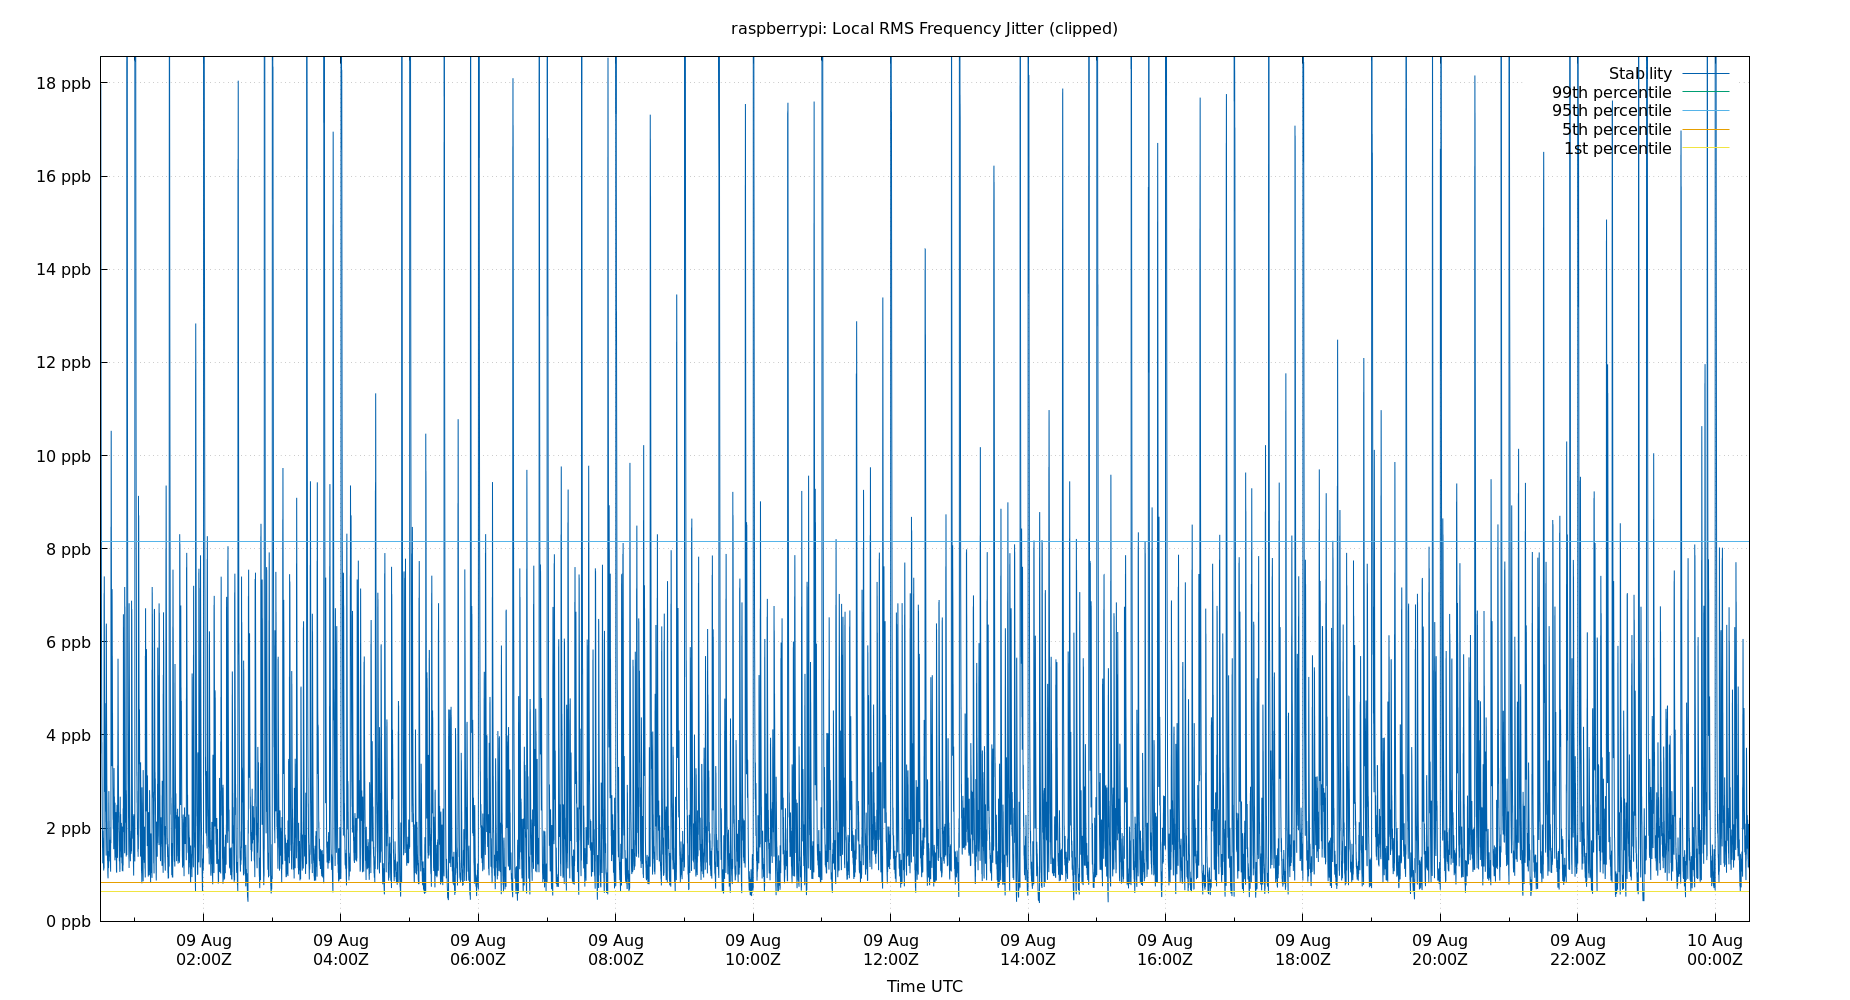 raspberrypi: Local RMS Frequency Jitter (clipped)
18 ppb
16 ppb
14 ppb
12 ppb
10 ppb
8 ppb
6 ppb
4 ppb
2 ppb
0 ppb
Stability
99th percentile
95th percentile
5th percentile
1st percentile
09 Aug 09 Aug 09 Aug 09 Aug 09 Aug 09 Aug 09 Aug 09 Aug 09 Aug 09 Aug 09 Aug 10 Aug
02:00Z 04:00Z 06:00Z 08:00Z 10:00Z 12:00Z 14:00Z 16:00Z 18:00Z 20:00Z 22:00Z 00:00Z
Time UTC